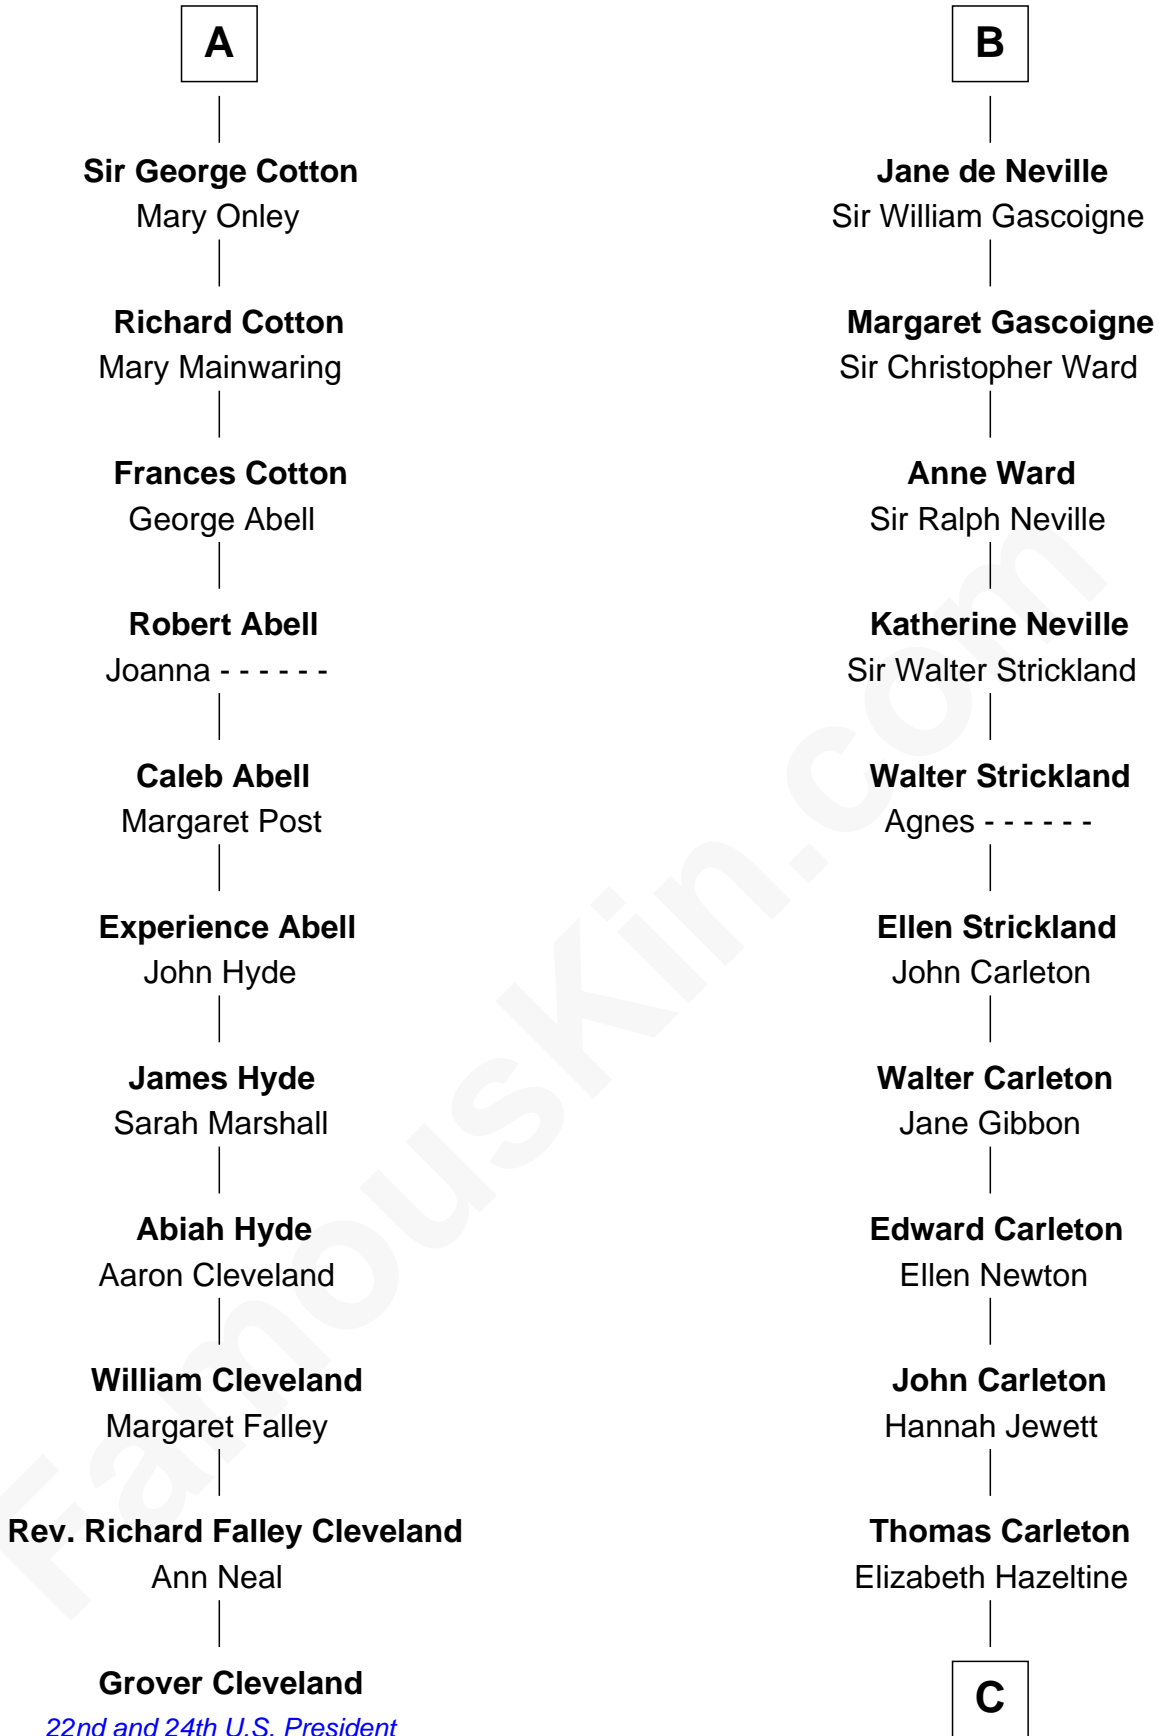 A
Sir George Cotton
Mary Onley
Richard Cotton
Mary Mainwaring
Frances Cotton
George Abell
Robert Abell
Joanna - - - - - -
Caleb Abell
Margaret Post
Experience Abell
John Hyde
James Hyde
Sarah Marshall
Abiah Hyde
Aaron Cleveland
William Cleveland
Margaret Falley
Rev. Richard Falley Cleveland
Ann Neal
Grover Cleveland
22nd and 24th U.S. President
B
Jane de Neville
Sir William Gascoigne
Margaret Gascoigne
Sir Christopher Ward
Anne Ward
Sir Ralph Neville
Katherine Neville
Sir Walter Strickland
Walter Strickland
Agnes - - - - - -
Ellen Strickland
John Carleton
Walter Carleton
Jane Gibbon
Edward Carleton
Ellen Newton
John Carleton
Hannah Jewett
Thomas Carleton
Elizabeth Hazeltine
C
FamousKin.com